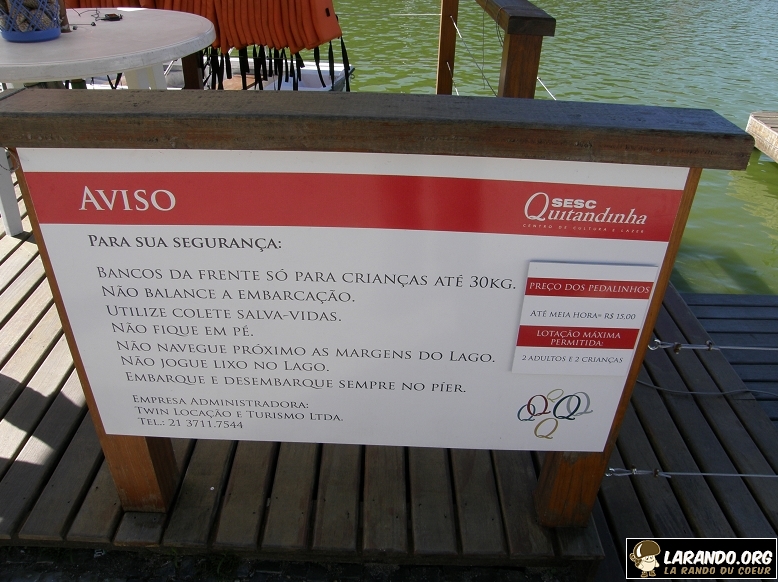 AVISO
SESC
Quitandinha
CENTRO DE CULTURA E LAZER
PARA SUA SEGURANÇA:
BANCOS DA FRENTE SÓ PARA CRIANÇAS ATÉ 30KG.
NÃO BALANCE A EMBARCAÇÃO.
UTILIZE COLETE SALVA-VIDAS.
NÃO FIQUE EM PÉ.
NÃO NAVEGUE PRÓXIMO AS MARGENS DO LAGO.
NÃO JOGUE LIXO NO LAGO.
EMBARQUE E DESEMBARQUE SEMPRE NO PÍER.
EMPRESA ADMINISTRADORA:
TWIN LOCAÇÃO E TURISMO LTDA.
TEL.: 21 3711.7544
PREÇO DOS PEDALINHOS
ATÉ MEIA HORA= R$ 15,00
LOTAÇÃO MÁXIMA
PERMITIDA:
2 ADULTOS E 2 CRIANÇAS
LARANDO.ORG
LA RANDO DU COEUR